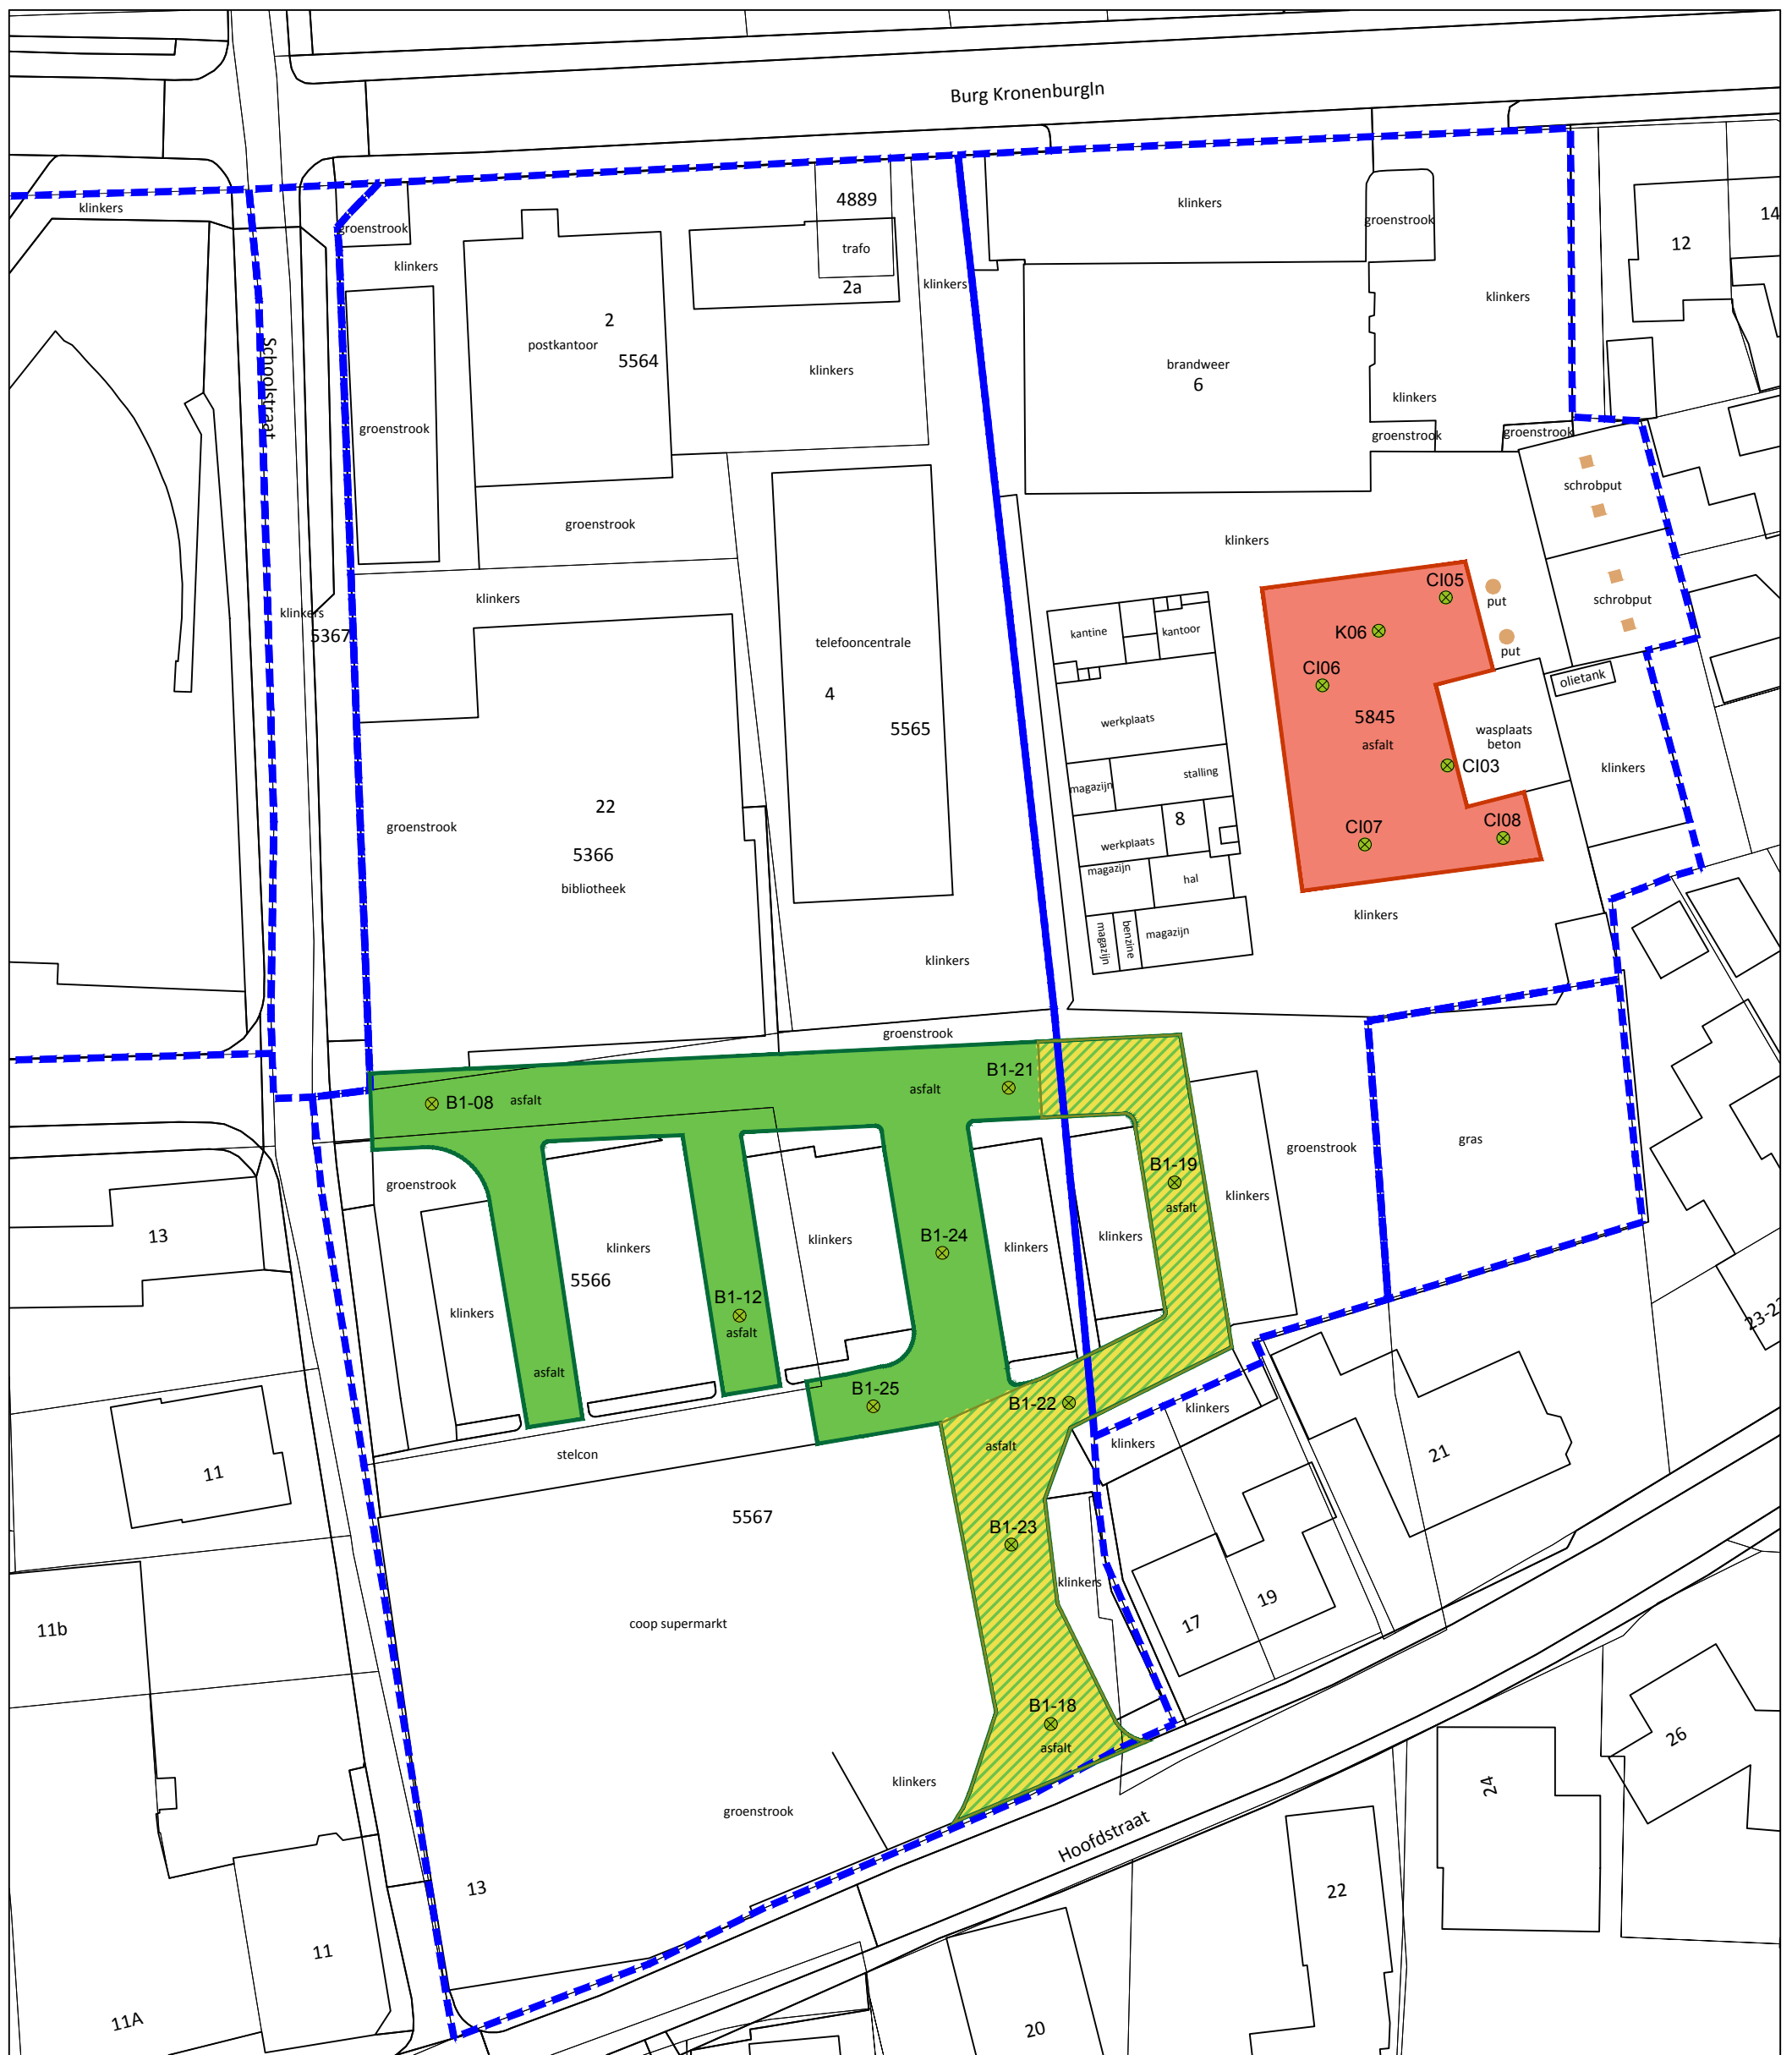 Burg Kronenburgln
klinkers
groenstrook
klinkers
4889
trafo
2a
klinkers
klinkers
groenstrook
klinkers
12
14
Schoolstraat
2
postkantoor
5564
klinkers
brandweer
6
klinkers
groenstrook
groenstrook
groenstrook
schrobput
groenstrook
klinkers
klinkers
klinkers
5367
telefooncentrale
4
5565
kantine
kantoor
werkplaats
stalling
magazijn
8
werkplaats
magazijn
hal
magazijn
benzine
magazijn
CI05
K06
CI06
5845
asfalt
CI03
CI07
CI08
put
put
schrobput
olietank
wasplaats
beton
klinkers
klinkers
22
5366
bibliotheek
groenstrook
klinkers
groenstrook
B1-08
asfalt
asfalt
B1-21
B1-19
asfalt
groenstrook
gras
klinkers
groenstrook
13
klinkers
5566
klinkers
klinkers
B1-24
klinkers
klinkers
B1-12
asfalt
asfalt
B1-25
B1-22
asfalt
klinkers
klinkers
stelcon
5567
11
21
23-2
B1-23
klinkers
17
19
11b
coop supermarkt
B1-18
asfalt
klinkers
groenstrook
Hoofdstraat
26
24
22
13
11
11A
20